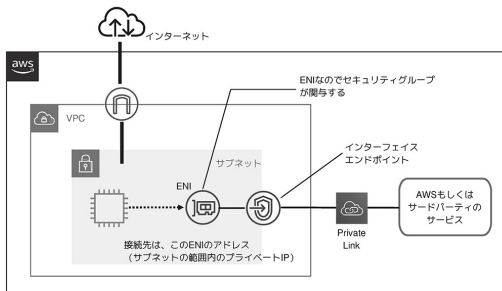 インターネット
aws
ENIなのでセキュリティグループ
が関与する
VPC
インターフェイス
エンドポイント
サブネット
ENI
AWSもしくは
サードパーティの
サービス
Private
Link
接続先は、このENIのアドレス
（サブネットの範囲内のプライベートIP）